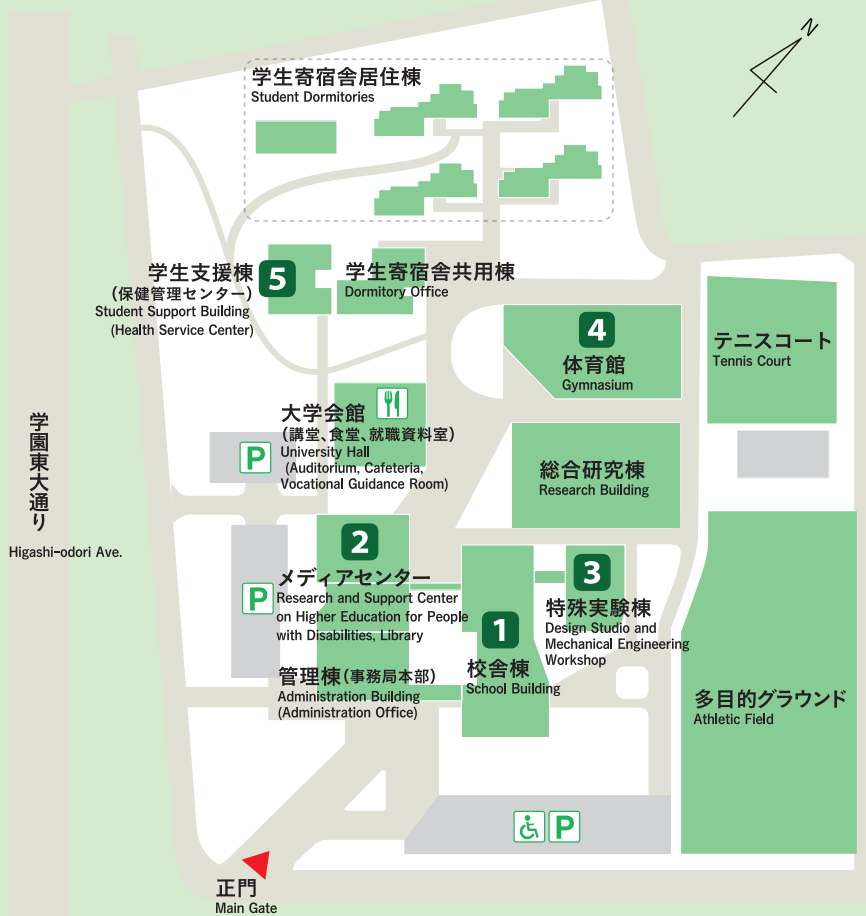 N
学生寄宿舎居住棟
Student Dormitories
学生支援棟
(保健管理センター)
Student Support Building
(Health Service Center)
5
学生寄宿舎共用棟
Dormitory Office
4
体育館
Gymnasium
テニスコート
Tennis Court
大学会館
(講堂、食堂、就職資料室)
University Hall
(Auditorium, Cafeteria,
Vocational Guidance Room)
P
総合研究棟
Research Building
学園東大通り
Higashi-odori Ave.
2
メディアセンター
Research and Support Center
on Higher Education for People
with Disabilities, Library
P
管理棟(事務局本部)
Administration Building
(Administration Office)
1
校舎棟
School Building
3
特殊実験棟
Design Studio and
Mechanical Engineering
Workshop
多目的グラウンド
Athletic Field
P
正門
Main Gate